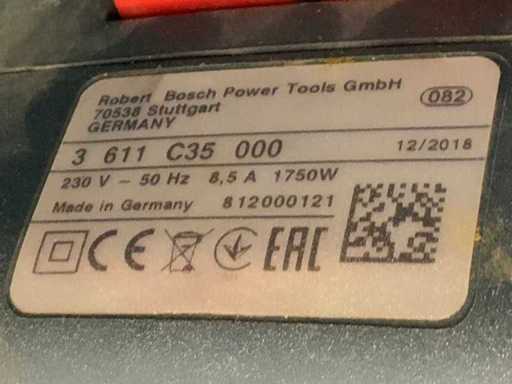 Robert Bosch Power Tools GmbH
70538 Stuttgart
GERMANY
082
3 611 C35 000
12/2018
230 V – 50 Hz 8,5 A 1750W
Made in Germany 812000121
CE EAC